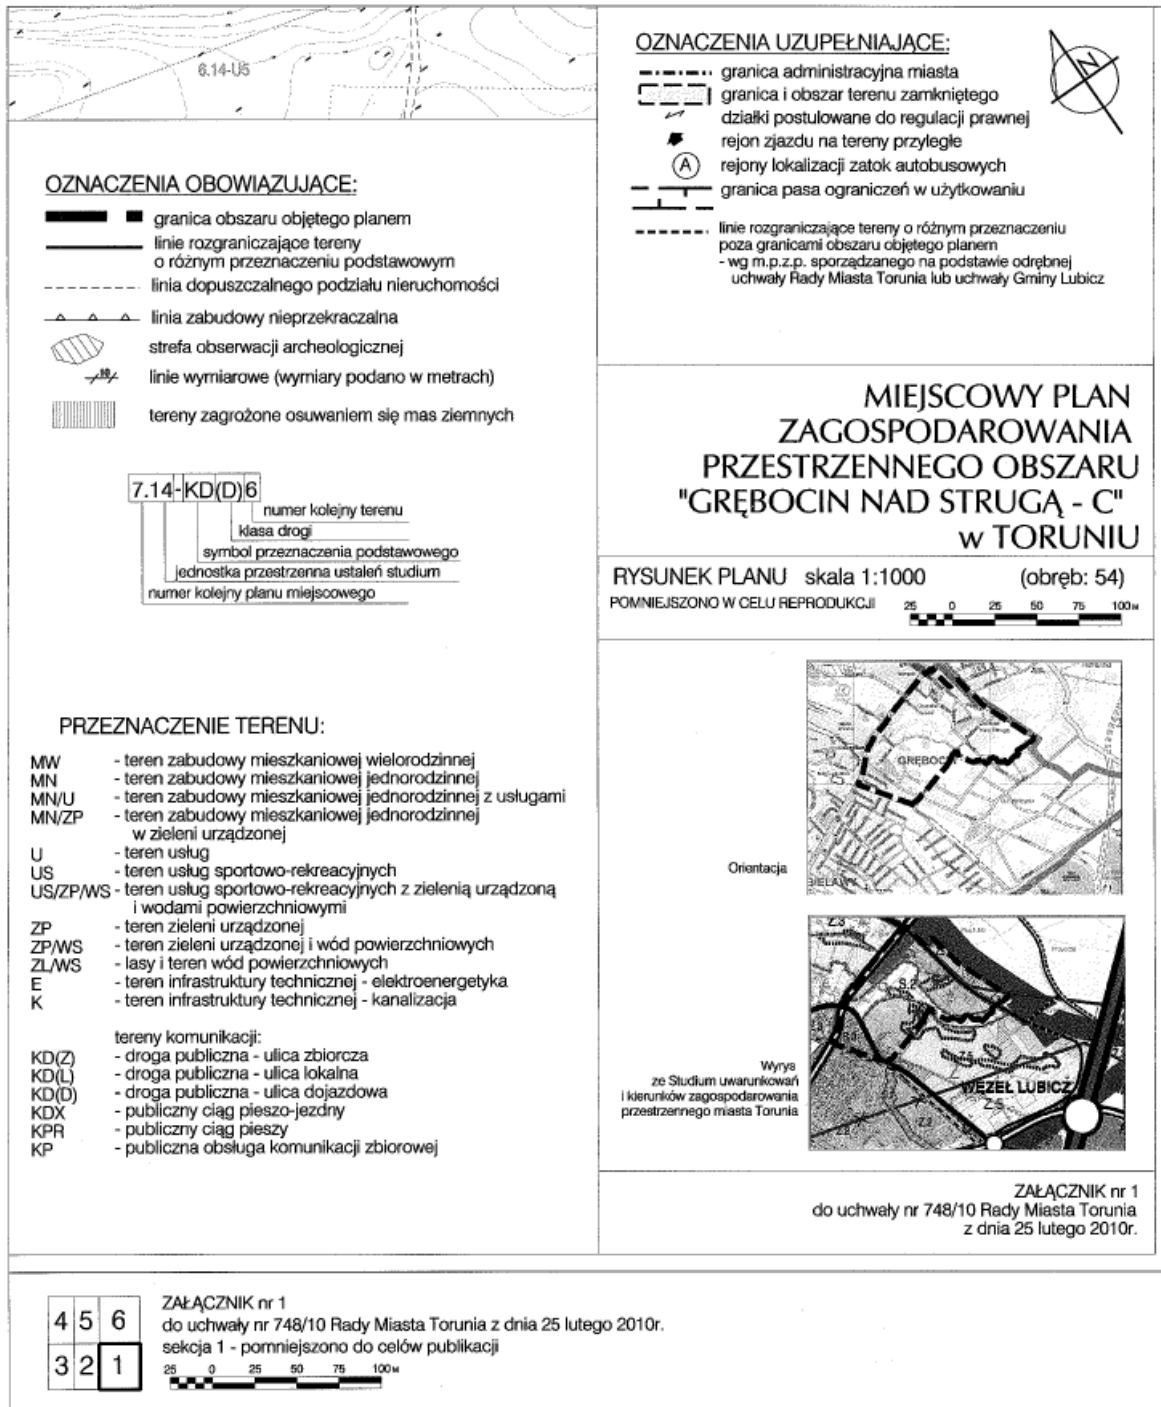 6.14-U5
OZNACZENIA OBOWIĄZUJĄCE:
granica obszaru objętego planem
linie rozgraniczające tereny
o różnym przeznaczeniu podstawowym
linia dopuszczalnego podziału nieruchomości
linia zabudowy nieprzekraczalna
strefa obserwacji archeologicznej
10
linie wymiarowe (wymiary podano w metrach)
tereny zagrożone osuwaniem się mas ziemnych
7.14-KD(D)6
numer kolejny terenu
klasa drogi
symbol przeznaczenia podstawowego
jednostka przestrzenna ustaleń studium
numer kolejny planu miejscowego
PRZEZNACZENIE TERENU:
MW - teren zabudowy mieszkaniowej wielorodzinnej
MN - teren zabudowy mieszkaniowej jednorodzinnej
MN/U - teren zabudowy mieszkaniowej jednorodzinnej z usługami
MN/ZP - teren zabudowy mieszkaniowej jednorodzinnej
w zieleni urządzonej
U - teren usług
US - teren usług sportowo-rekreacyjnych
US/ZP/WS - teren usług sportowo-rekreacyjnych z zielenią urządzoną
i wodami powierzchniowymi
ZP - teren zieleni urządzonej
ZP/WS - teren zieleni urządzonej i wód powierzchniowych
ZL/WS - lasy i teren wód powierzchniowych
E - teren infrastruktury technicznej - elektroenergetyka
K - teren infrastruktury technicznej - kanalizacja
tereny komunikacji:
KD(Z) - droga publiczna - ulica zbiorcza
KD(L) - droga publiczna - ulica lokalna
KD(D) - droga publiczna - ulica dojazdowa
KDX - publiczny ciąg pieszo-jezdny
KPR - publiczny ciąg pieszy
KP - publiczna obsługa komunikacji zbiorowej
OZNACZENIA UZUPEŁNIAJĄCE:
granica administracyjna miasta
granica i obszar terenu zamkniętego
działki postulowane do regulacji prawnej
rejon zjazdu na tereny przyległe
A rejony lokalizacji zatok autobusowych
granica pasa ograniczeń w użytkowaniu
linie rozgraniczające tereny o różnym przeznaczeniu
poza granicami obszaru objętego planem
- wg m.p.z.p. sporządzanego na podstawie odrębnej
uchwały Rady Miasta Torunia lub uchwały Gminy Lubicz
N
MIEJSCOWY PLAN
ZAGOSPODAROWANIA
PRZESTRZENNEGO OBSZARU
"GRĘBOCIN NAD STRUGĄ - C"
w TORUNIU
RYSUNEK PLANU skala 1:1000 (obręb: 54)
POMNIEJSZONO W CELU REPRODUKCJI
25 0 25 50 75 100M
GRĘBOCIN
BIELAWY
Orientacja
Z.3
S.2
WĘZEŁ LUBICZ
Z.5
Z.2
Z.2
Wyrys
ze Studium uwarunkowań
i kierunków zagospodarowania
przestrzennego miasta Torunia
ZAŁĄCZNIK nr 1
do uchwały nr 748/10 Rady Miasta Torunia
z dnia 25 lutego 2010r.
4 5 6
3 2 1
ZAŁĄCZNIK nr 1
do uchwały nr 748/10 Rady Miasta Torunia z dnia 25 lutego 2010r.
sekcja 1 - pomniejszono do celów publikacji
25 0 25 50 75 100M